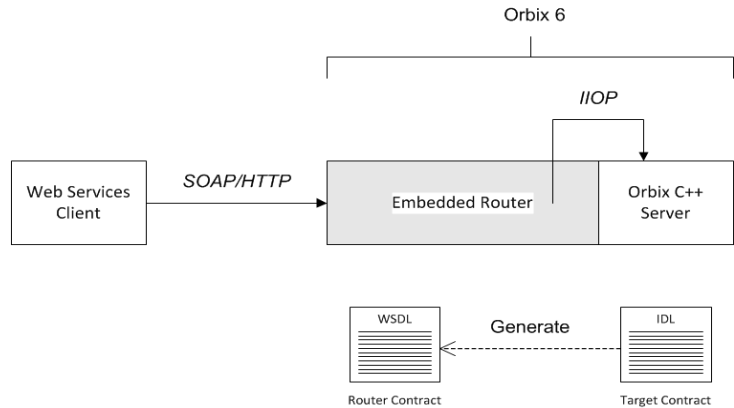 Orbix 6
IIOP
SOAP/HTTP
Web Services
Client
Embedded Router
Orbix C++
Server
WSDL
Generate
IDL
Router Contract
Target Contract